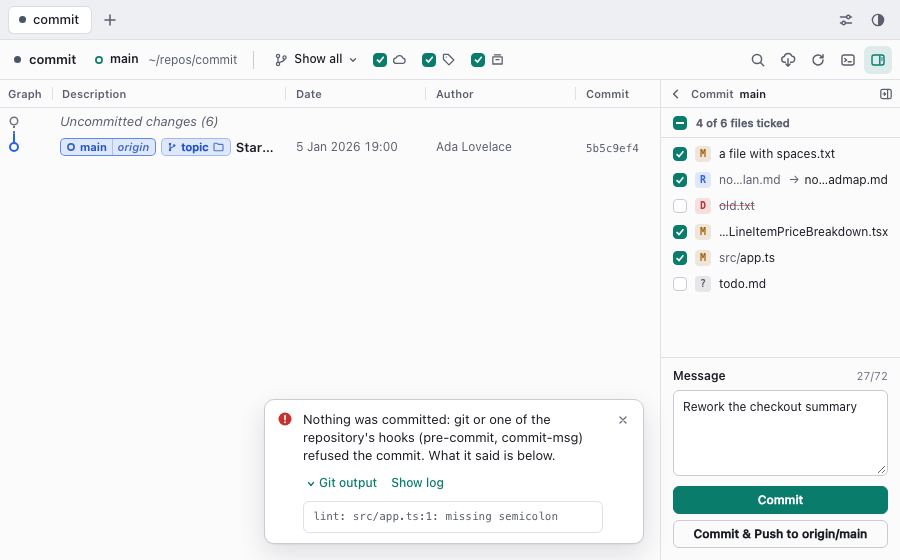 commit
commit
main
~/repos/commit
Show all
Graph
Description
Date
Author
Commit
Uncommitted changes (6)
main
origin
topic
Star...
5 Jan 2026 19:00
Ada Lovelace
5b5c9ef4
Commit main
4 of 6 files ticked
M a file with spaces.txt
R no...lan.md → no...admap.md
D old.txt
M ...LineItemPriceBreakdown.tsx
M src/app.ts
? todo.md
Message
27/72
Rework the checkout summary
Commit
Commit & Push to origin/main
Nothing was committed: git or one of the
repository's hooks (pre-commit, commit-msg)
refused the commit. What it said is below.
Git output
Show log
lint: src/app.ts:1: missing semicolon